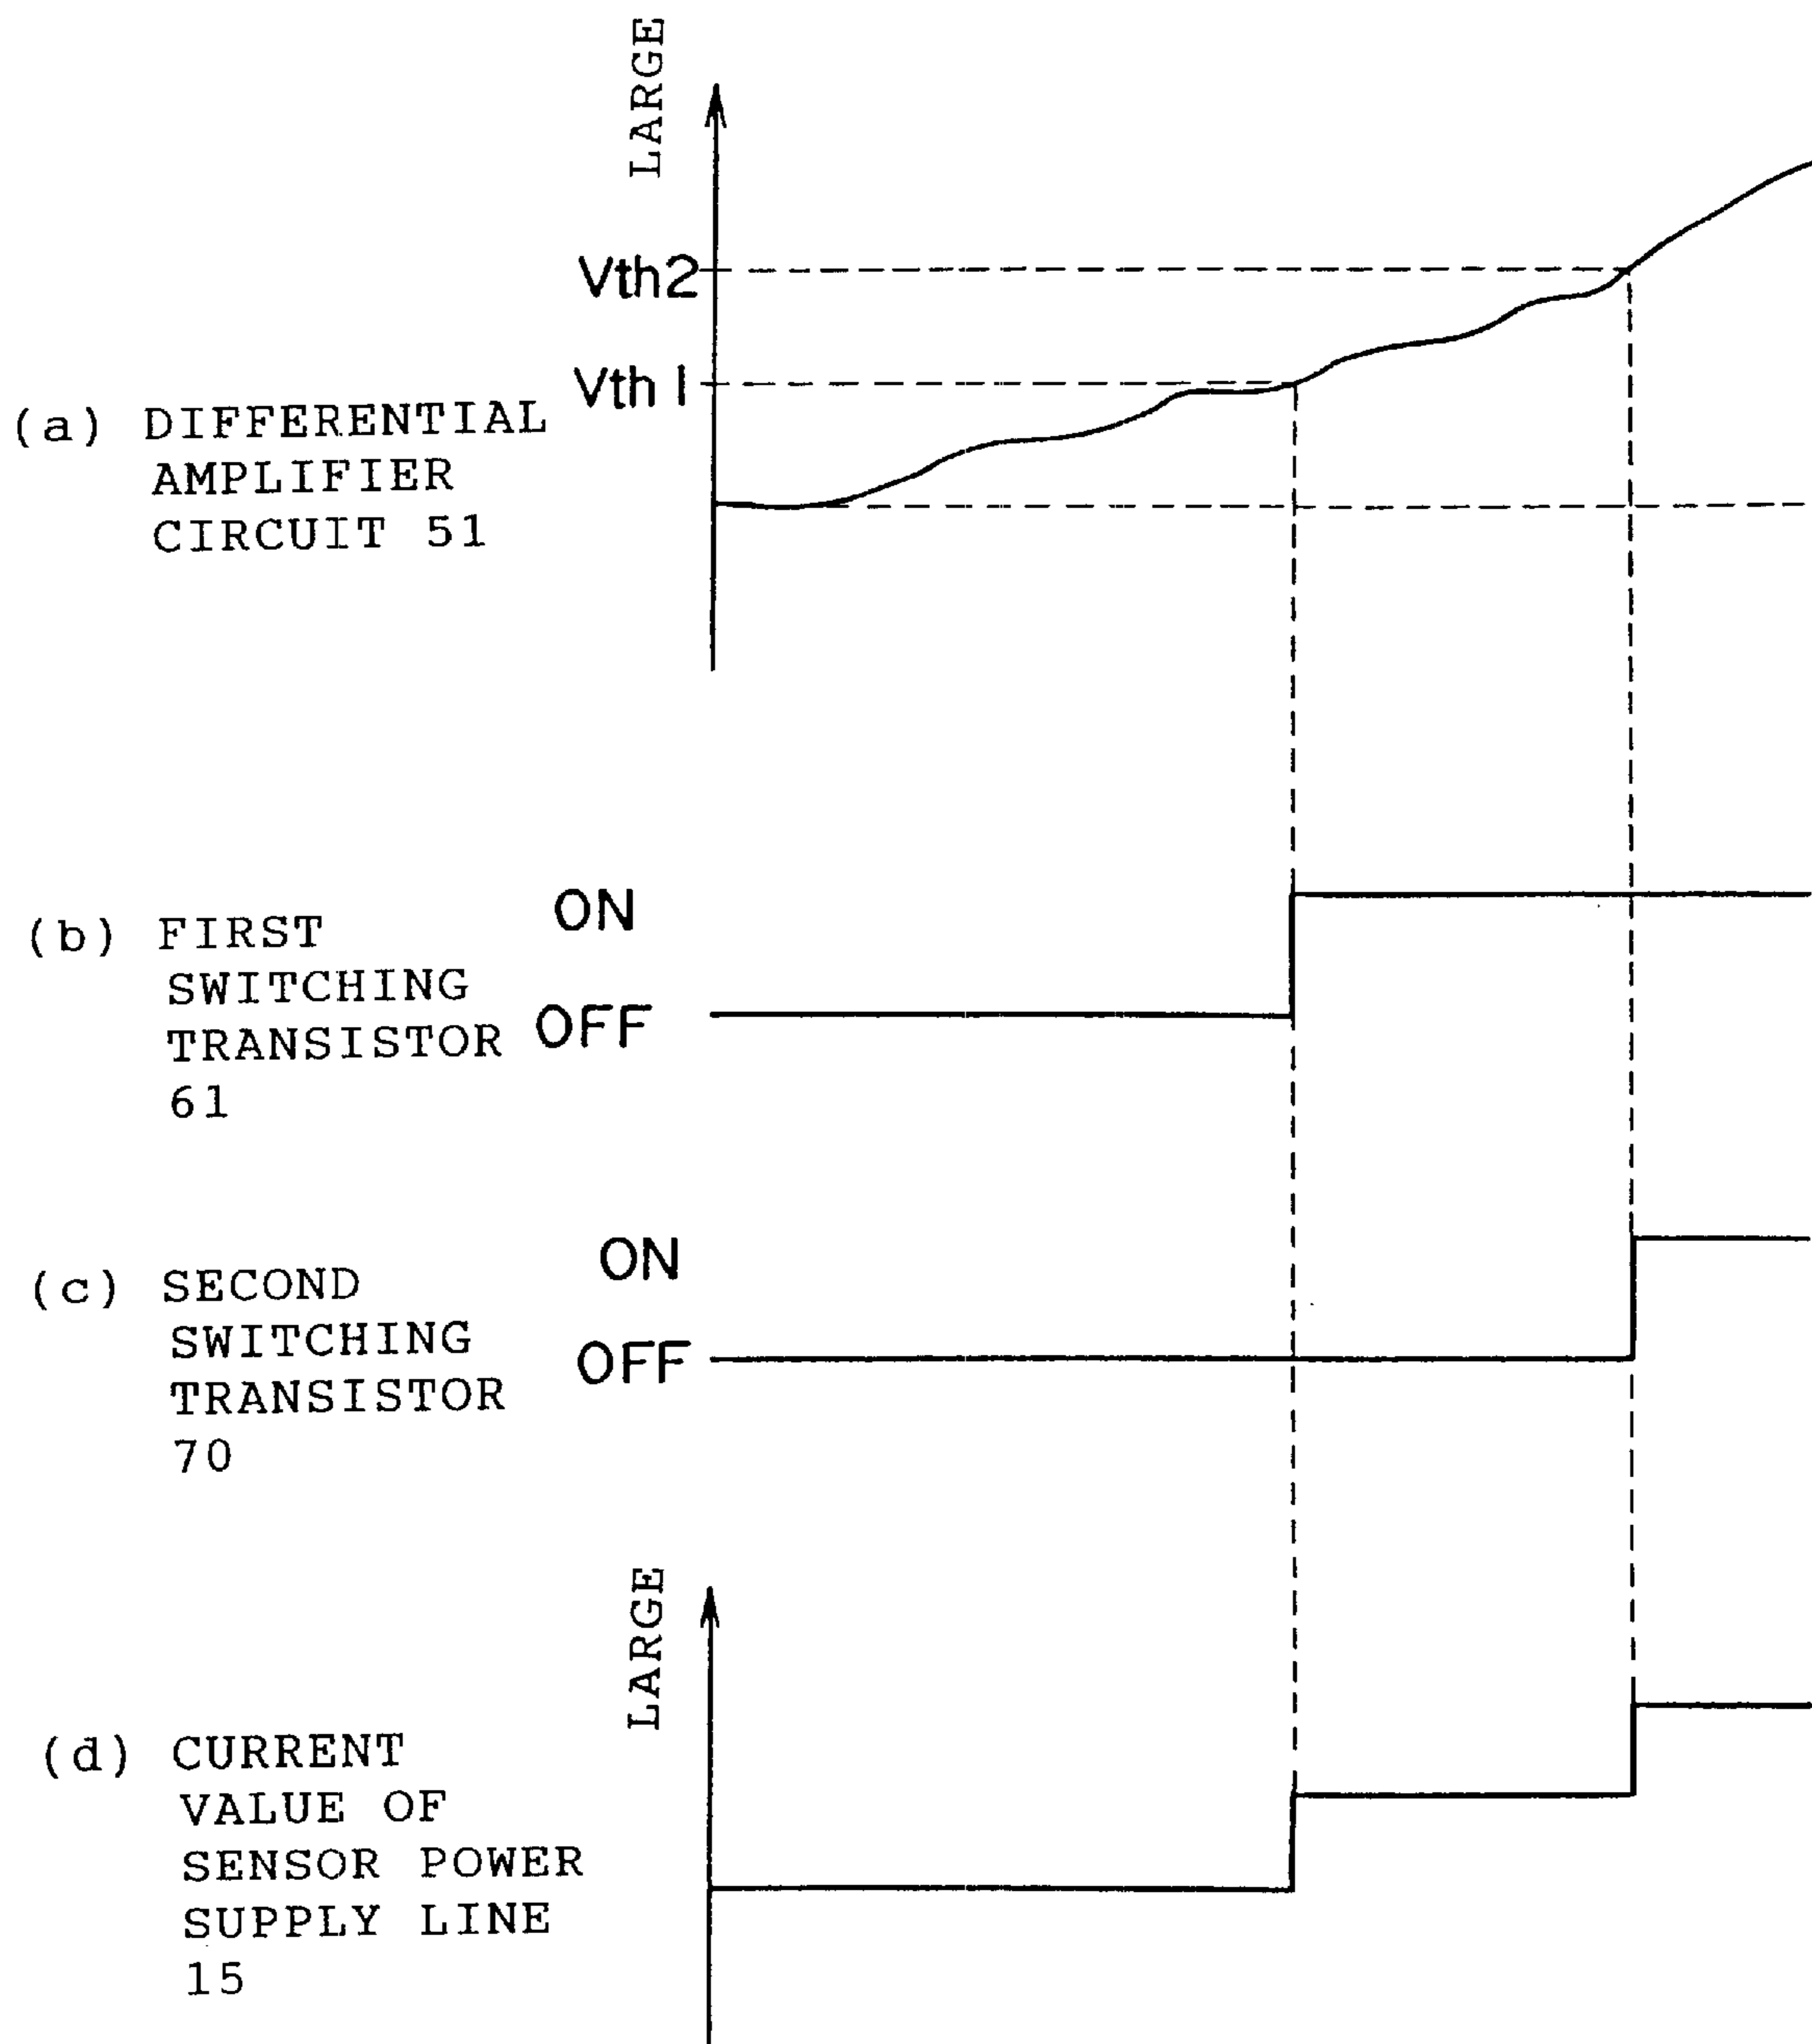 LARGE
Vth2
Vth1
(a) DIFFERENTIAL
AMPLIFIER
CIRCUIT 51
ON
(b) FIRST
SWITCHING
TRANSISTOR
OFF
61
ON
(c) SECOND
SWITCHING
OFF
TRANSISTOR
70
LARGE
(d) CURRENT
VALUE OF
SENSOR POWER
SUPPLY LINE
15